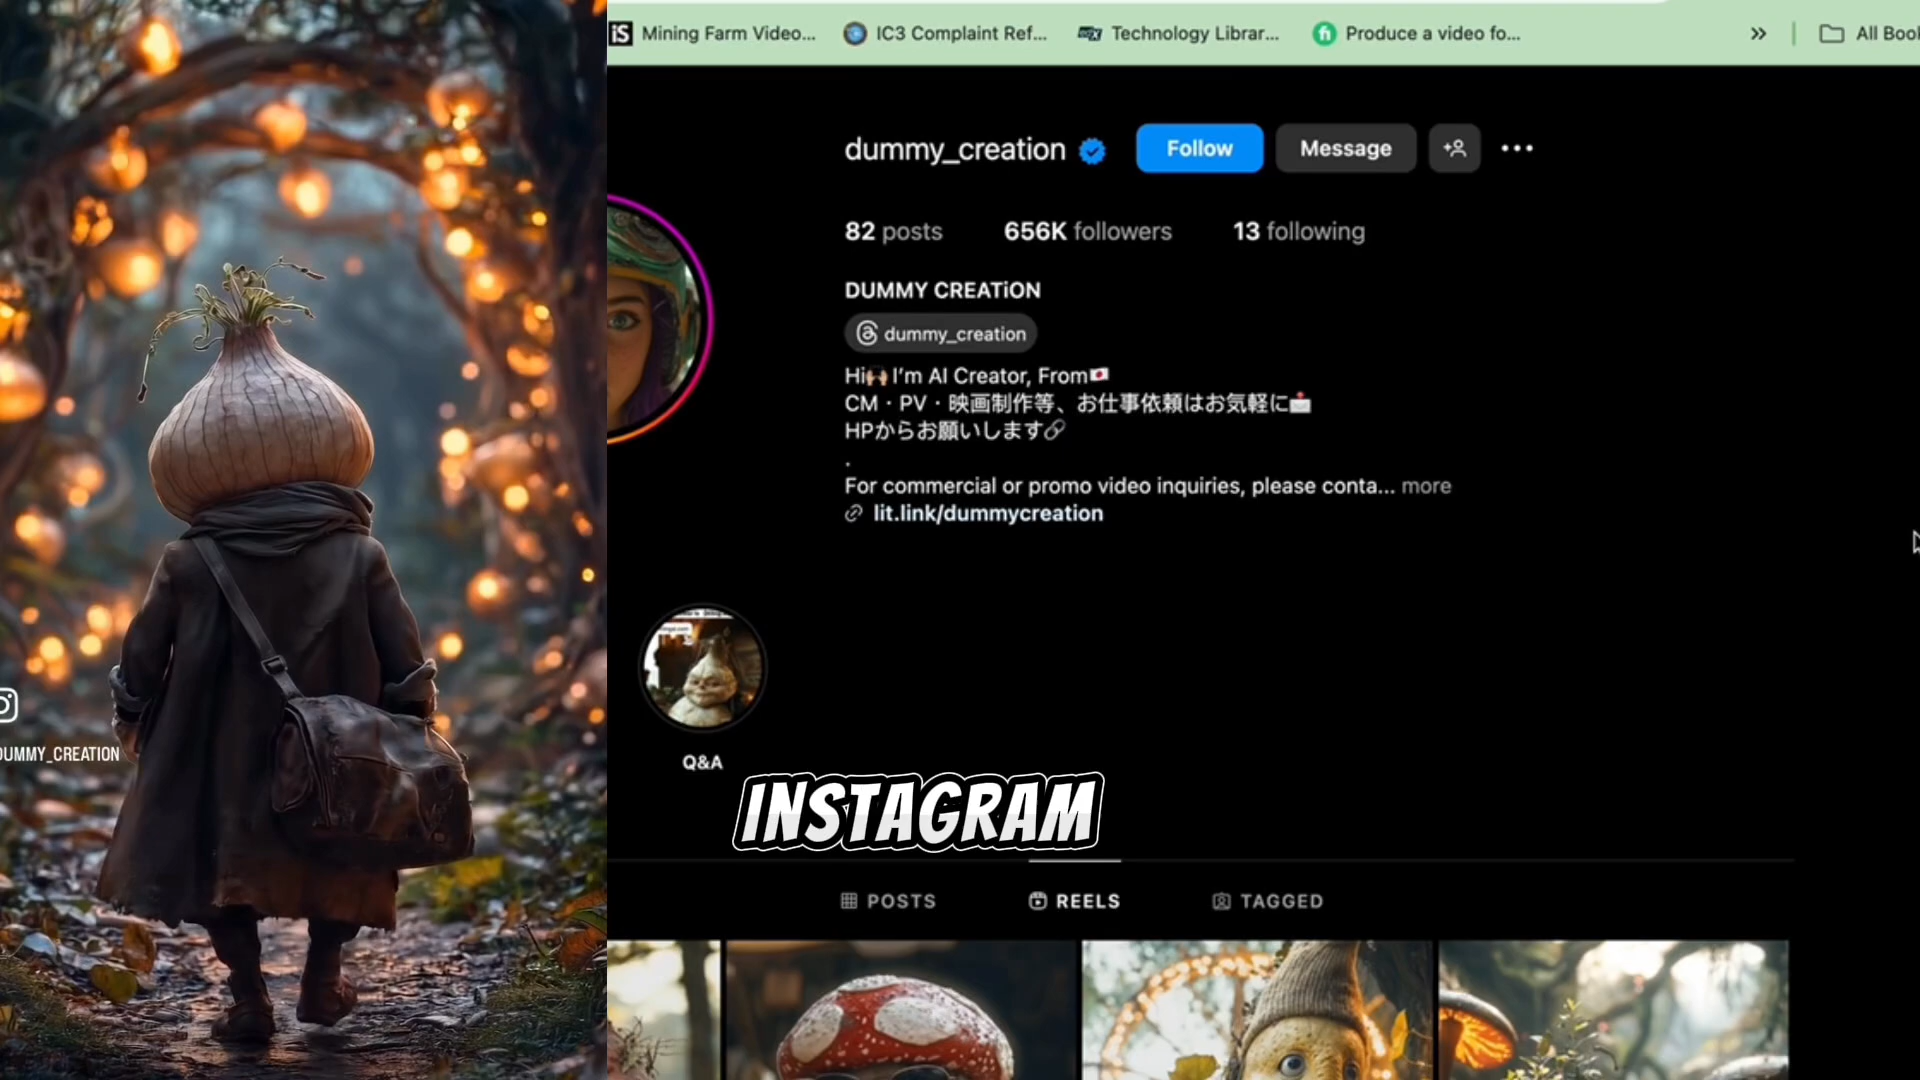 iS Mining Farm Video... IC3 Complaint Ref... Technology Librar... Produce a video fo... All Book
dummy_creation Follow Message
82 posts 656K followers 13 following
DUMMY CREATiON
dummy_creation
Hi🙌🏼 I'm AI Creator, From🇯🇵
CM・PV・映画制作等、お仕事依頼はお気軽に📩
HPからお願いします🔗
.
For commercial or promo video inquiries, please conta... more
lit.link/dummycreation
DUMMY_CREATION
Q&A
INSTAGRAM
POSTS REELS TAGGED